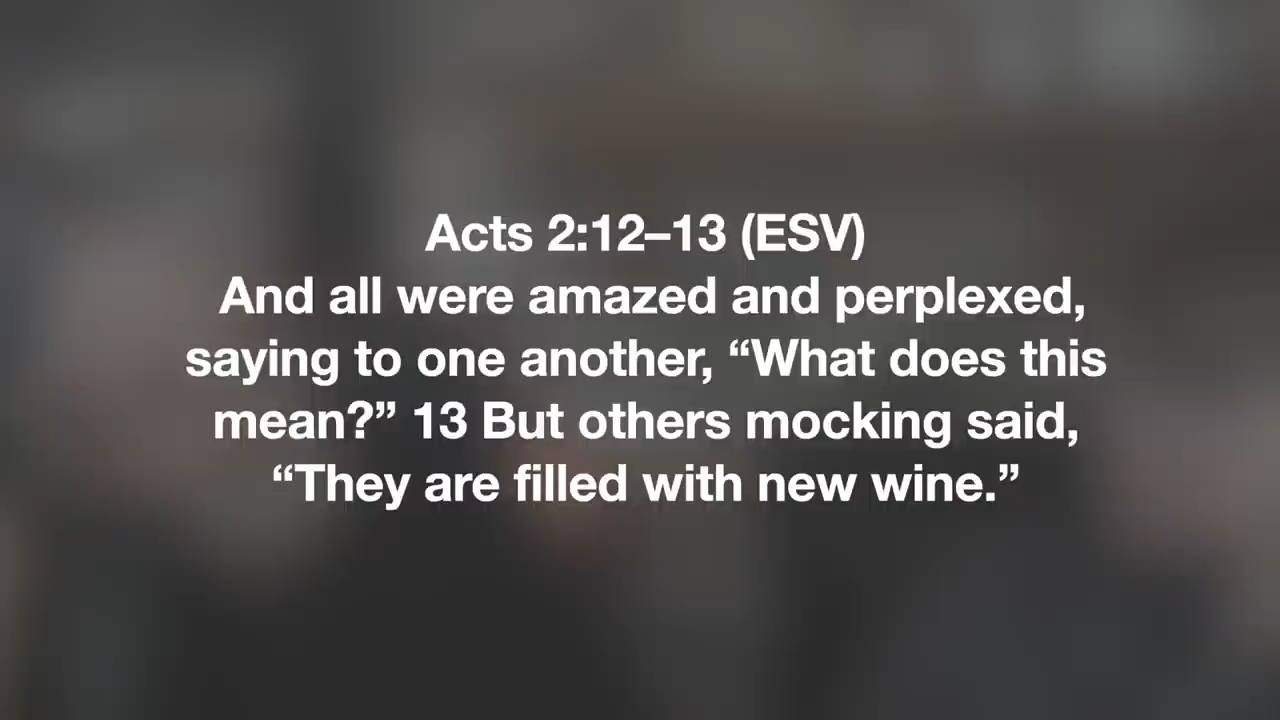 Acts 2:12–13 (ESV)
And all were amazed and perplexed,
saying to one another, “What does this
mean?” 13 But others mocking said,
“They are filled with new wine.”